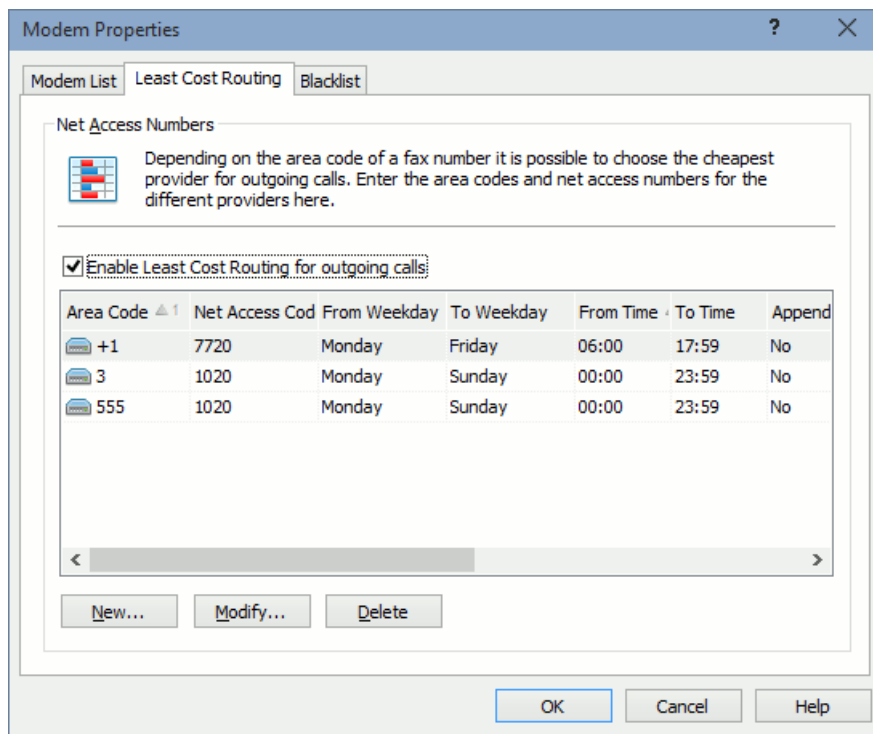 Modem Properties ?
Modem List Least Cost Routing Blacklist
Net Access Numbers
Depending on the area code of a fax number it is possible to choose the cheapest
provider for outgoing calls. Enter the area codes and net access numbers for the
different providers here.
Enable Least Cost Routing for outgoing calls
Area Code 1 Net Access Cod From Weekday To Weekday From Time To Time Append
+1 7720 Monday Friday 06:00 17:59 No
3 1020 Monday Sunday 00:00 23:59 No
555 1020 Monday Sunday 00:00 23:59 No
New... Modify... Delete
OK Cancel Help